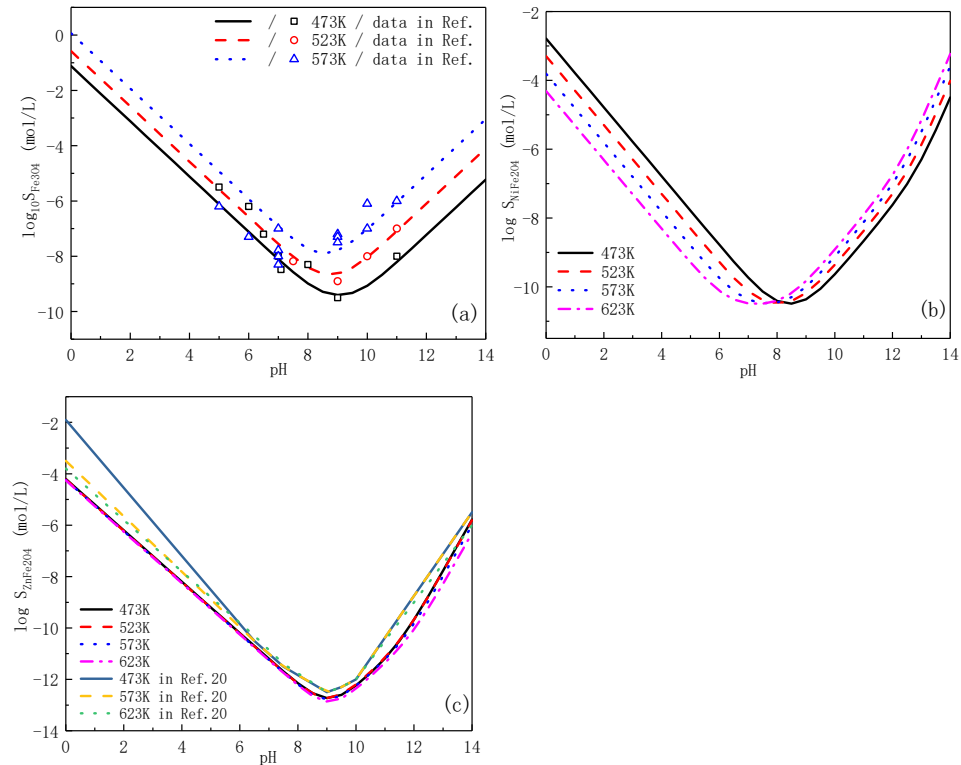 / 473K / data in Ref.
/ 523K / data in Ref.
/ 573K / data in Ref.
log10SFe3O4 (mol/L)
0
-2
-4
-6
-8
-10
(a)
0 2 4 6 8 10 12 14
pH
log SNiFe2O4 (mol/L)
-2
-4
-6
-8
-10
473K
523K
573K
623K
(b)
0 2 4 6 8 10 12 14
pH
log SZnFe2O4 (mol/L)
-2
-4
-6
-8
-10
-12
-14
473K
523K
573K
623K
473K in Ref.20
573K in Ref.20
623K in Ref.20
(c)
0 2 4 6 8 10 12 14
pH